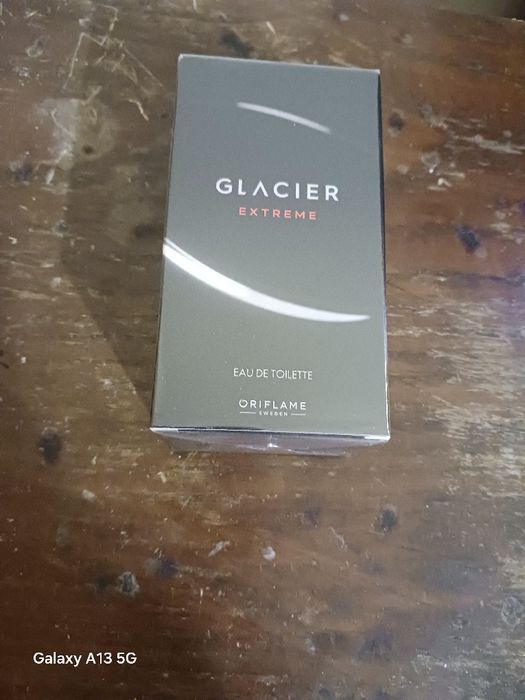 GLACIER
EXTREME
EAU DE TOILETTE
ORIFLAME
SWEDEN
Galaxy A13 5G